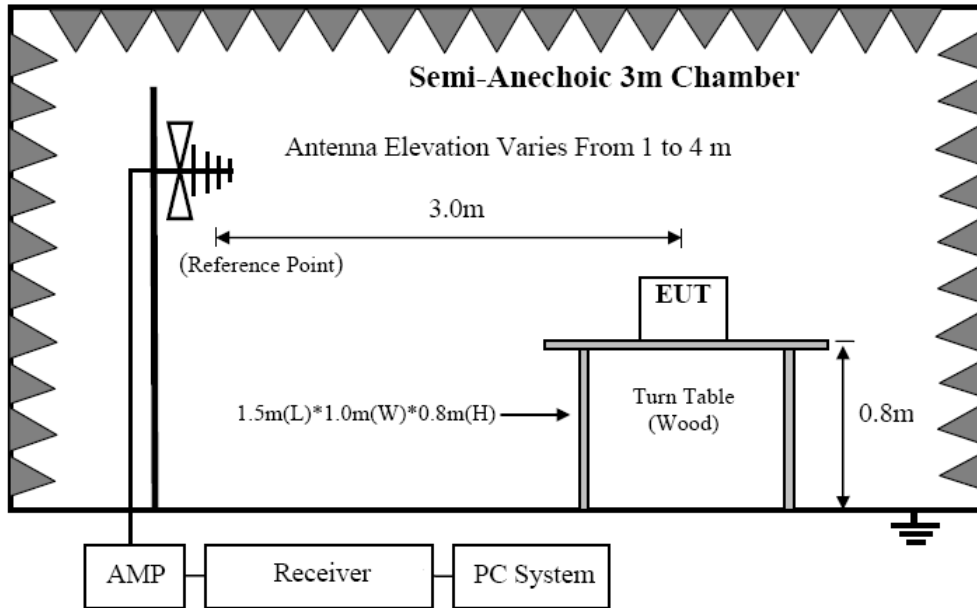 Semi-Anechoic 3m Chamber
Antenna Elevation Varies From 1 to 4 m
3.0m
(Reference Point)
EUT
1.5m(L)*1.0m(W)*0.8m(H)
Turn Table
(Wood)
0.8m
AMP
Receiver
PC System